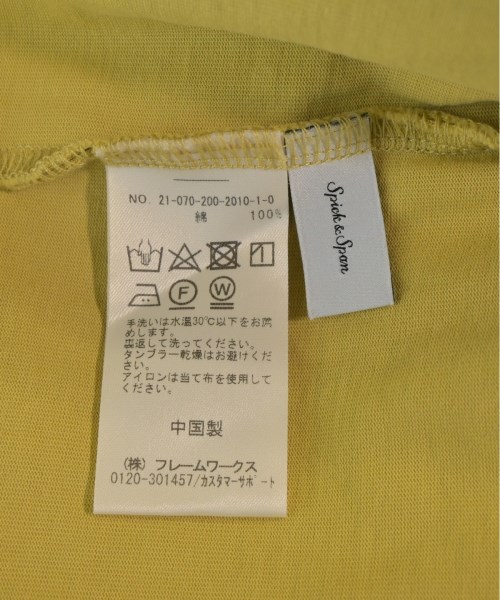 NO. 21-070-200-2010-1-0
綿 100%
F W
手洗いは水温30℃以下をお奨
めします。
裏返して洗ってください。
タンブラー乾燥はお避けくださ
い。
アイロンは当て布を使用して
ください。
中国製
(株) フレームワークス
0120-301457/カスタマーサポート
Spick&Span